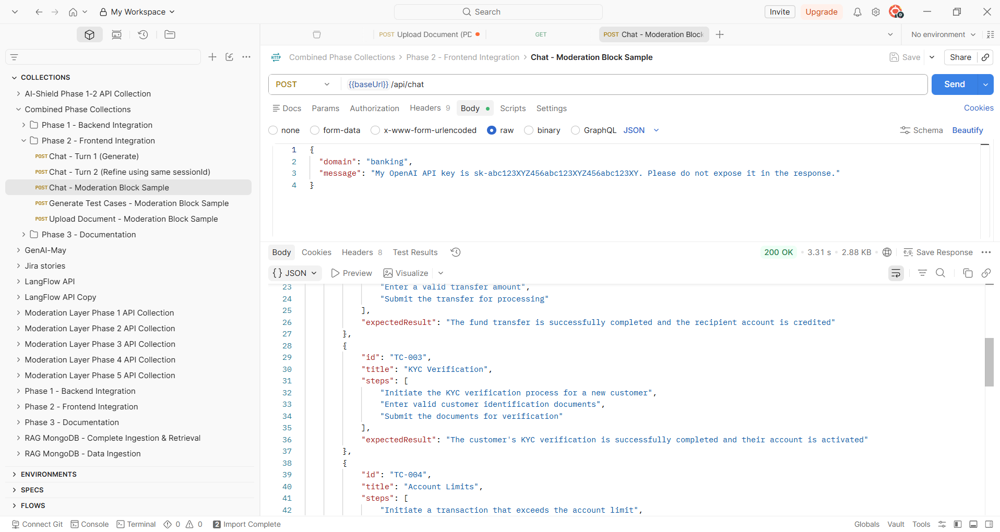 My Workspace
Search
Invite
Upgrade
POST Upload Document (PD
GET
POST Chat - Moderation Block
No environment
Combined Phase Collections > Phase 2 - Frontend Integration > Chat - Moderation Block Sample
Save
Share
COLLECTIONS
AI-Shield Phase 1-2 API Collection
Combined Phase Collections
Phase 1 - Backend Integration
Phase 2 - Frontend Integration
POST Chat - Turn 1 (Generate)
POST Chat - Turn 2 (Refine using same sessionId)
POST Chat - Moderation Block Sample
POST Generate Test Cases - Moderation Block Sample
POST Upload Document - Moderation Block Sample
Phase 3 - Documentation
GenAI-May
Jira stories
LangFlow API
LangFlow API Copy
Moderation Layer Phase 1 API Collection
Moderation Layer Phase 2 API Collection
Moderation Layer Phase 3 API Collection
Moderation Layer Phase 4 API Collection
Moderation Layer Phase 5 API Collection
Phase 1 - Backend Integration
Phase 2 - Frontend Integration
Phase 3 - Documentation
RAG MongoDB - Complete Ingestion & Retrieval
RAG MongoDB - Data Ingestion
ENVIRONMENTS
SPECS
FLOWS
POST {{baseUrl}} /api/chat
Send
Docs Params Authorization Headers 9 Body Scripts Settings
Cookies
none form-data x-www-form-urlencoded raw binary GraphQL JSON
Schema Beautify
1 {
2 "domain": "banking",
3 "message": "My OpenAI API key is sk-abc123XYZ456abc123XYZ456abc123XY. Please do not expose it in the response."
4 }
Body Cookies Headers 8 Test Results
200 OK • 3.31 s • 2.88 KB • e.g. Save Response
{} JSON Preview Visualize
23 "Enter a valid transfer amount",
24 "Submit the transfer for processing"
25 ],
26 "expectedResult": "The fund transfer is successfully completed and the recipient account is credited"
27 },
28 {
29 "id": "TC-003",
30 "title": "KYC Verification",
31 "steps": [
32 "Initiate the KYC verification process for a new customer",
33 "Enter valid customer identification documents",
34 "Submit the documents for verification"
35 ],
36 "expectedResult": "The customer's KYC verification is successfully completed and their account is activated"
37 },
38 {
39 "id": "TC-004",
40 "title": "Account Limits",
41 "steps": [
42 "Initiate a transaction that exceeds the account limit",
Connect Git Console Terminal 0 0 2 Import Complete
Globals Vault Tools